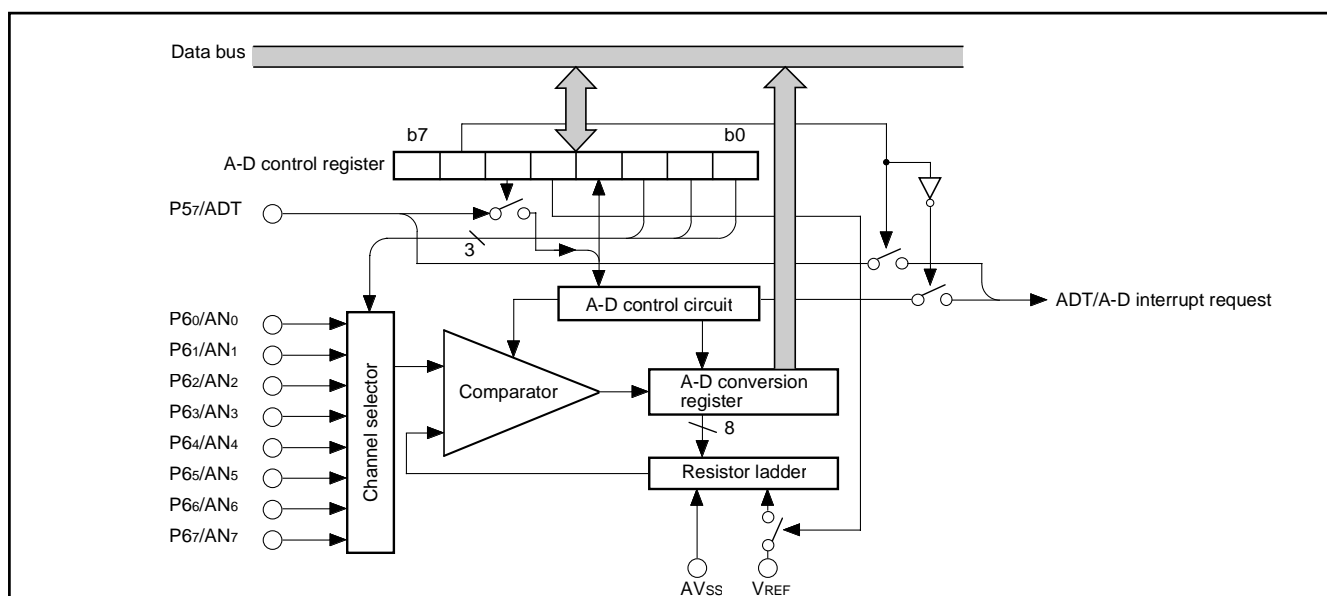 Data bus
b7 b0
A-D control register
P57/ADT
3
A-D control circuit
ADT/A-D interrupt request
P60/AN0
P61/AN1
P62/AN2
P63/AN3
P64/AN4
P65/AN5
P66/AN6
P67/AN7
Channel selector
Comparator
A-D conversion
register
8
Resistor ladder
AVSS
VREF